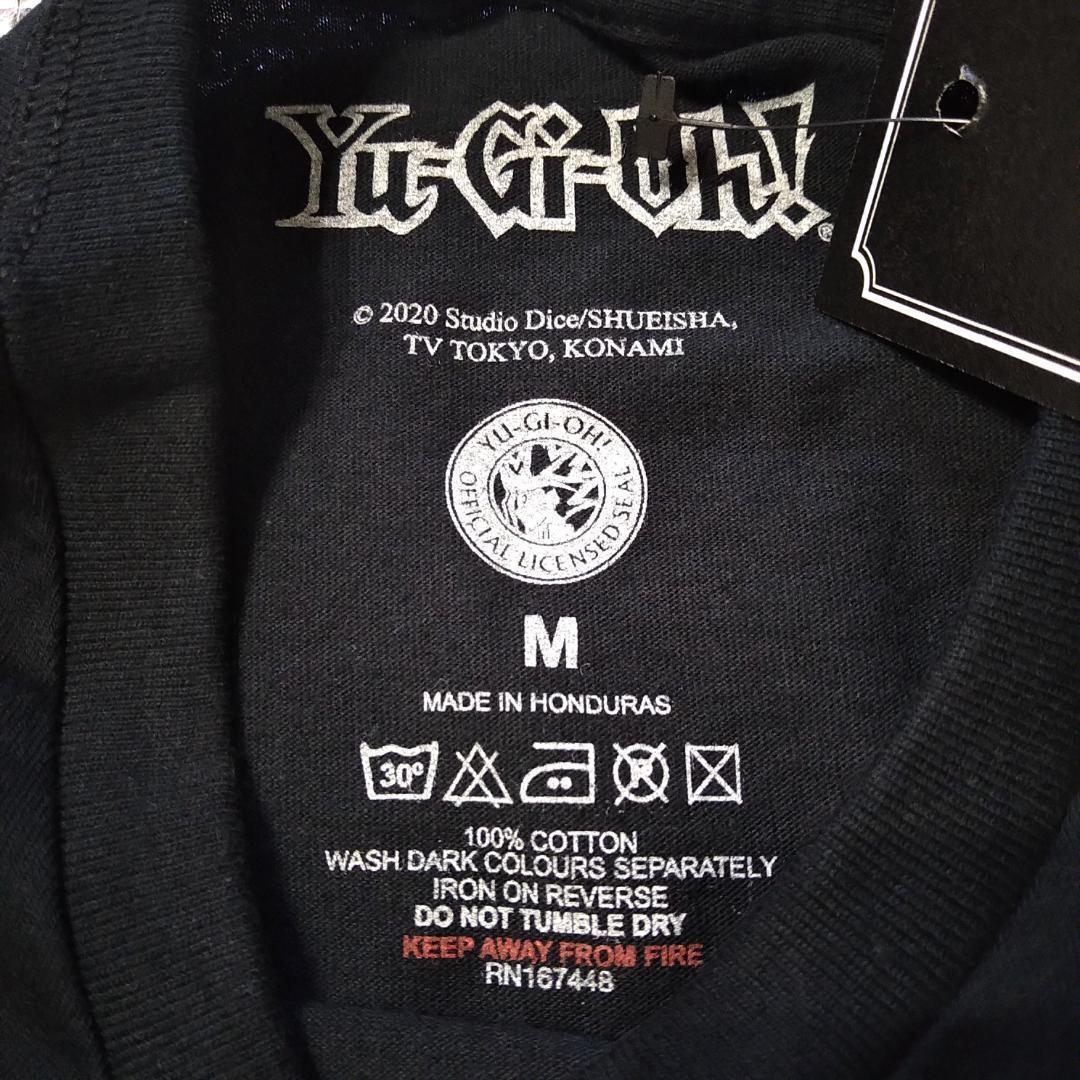 Yu-Gi-Oh!®
© 2020 Studio Dice/SHUEISHA,
TV TOKYO, KONAMI
YU-GI-OH!
OFFICIAL LICENSED SEAL
M
MADE IN HONDURAS
30° P
100% COTTON
WASH DARK COLOURS SEPARATELY
IRON ON REVERSE
DO NOT TUMBLE DRY
KEEP AWAY FROM FIRE
RN167448